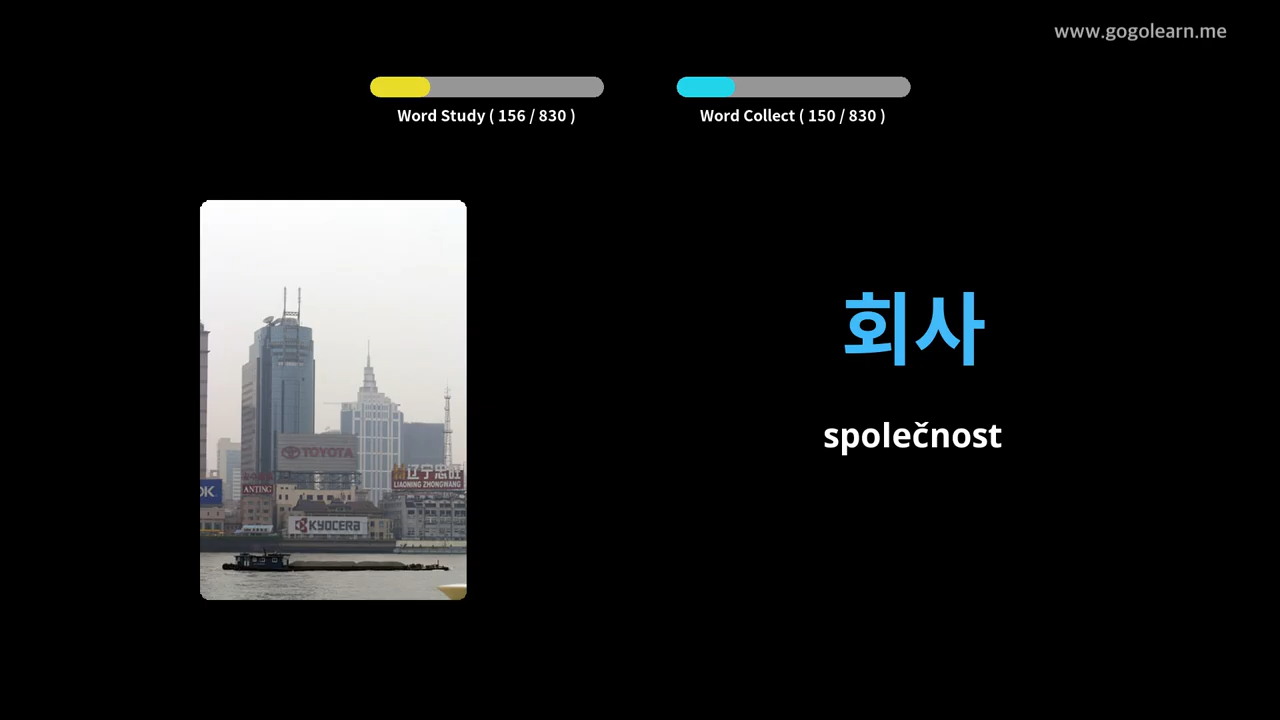 www.gogolearn.me
Word Study ( 156 / 830 )
Word Collect ( 150 / 830 )
회사
společnost
TOYOTA
辽宁忠旺
LIAONING ZHONGWANG
OK
ANTING
KYOCERA